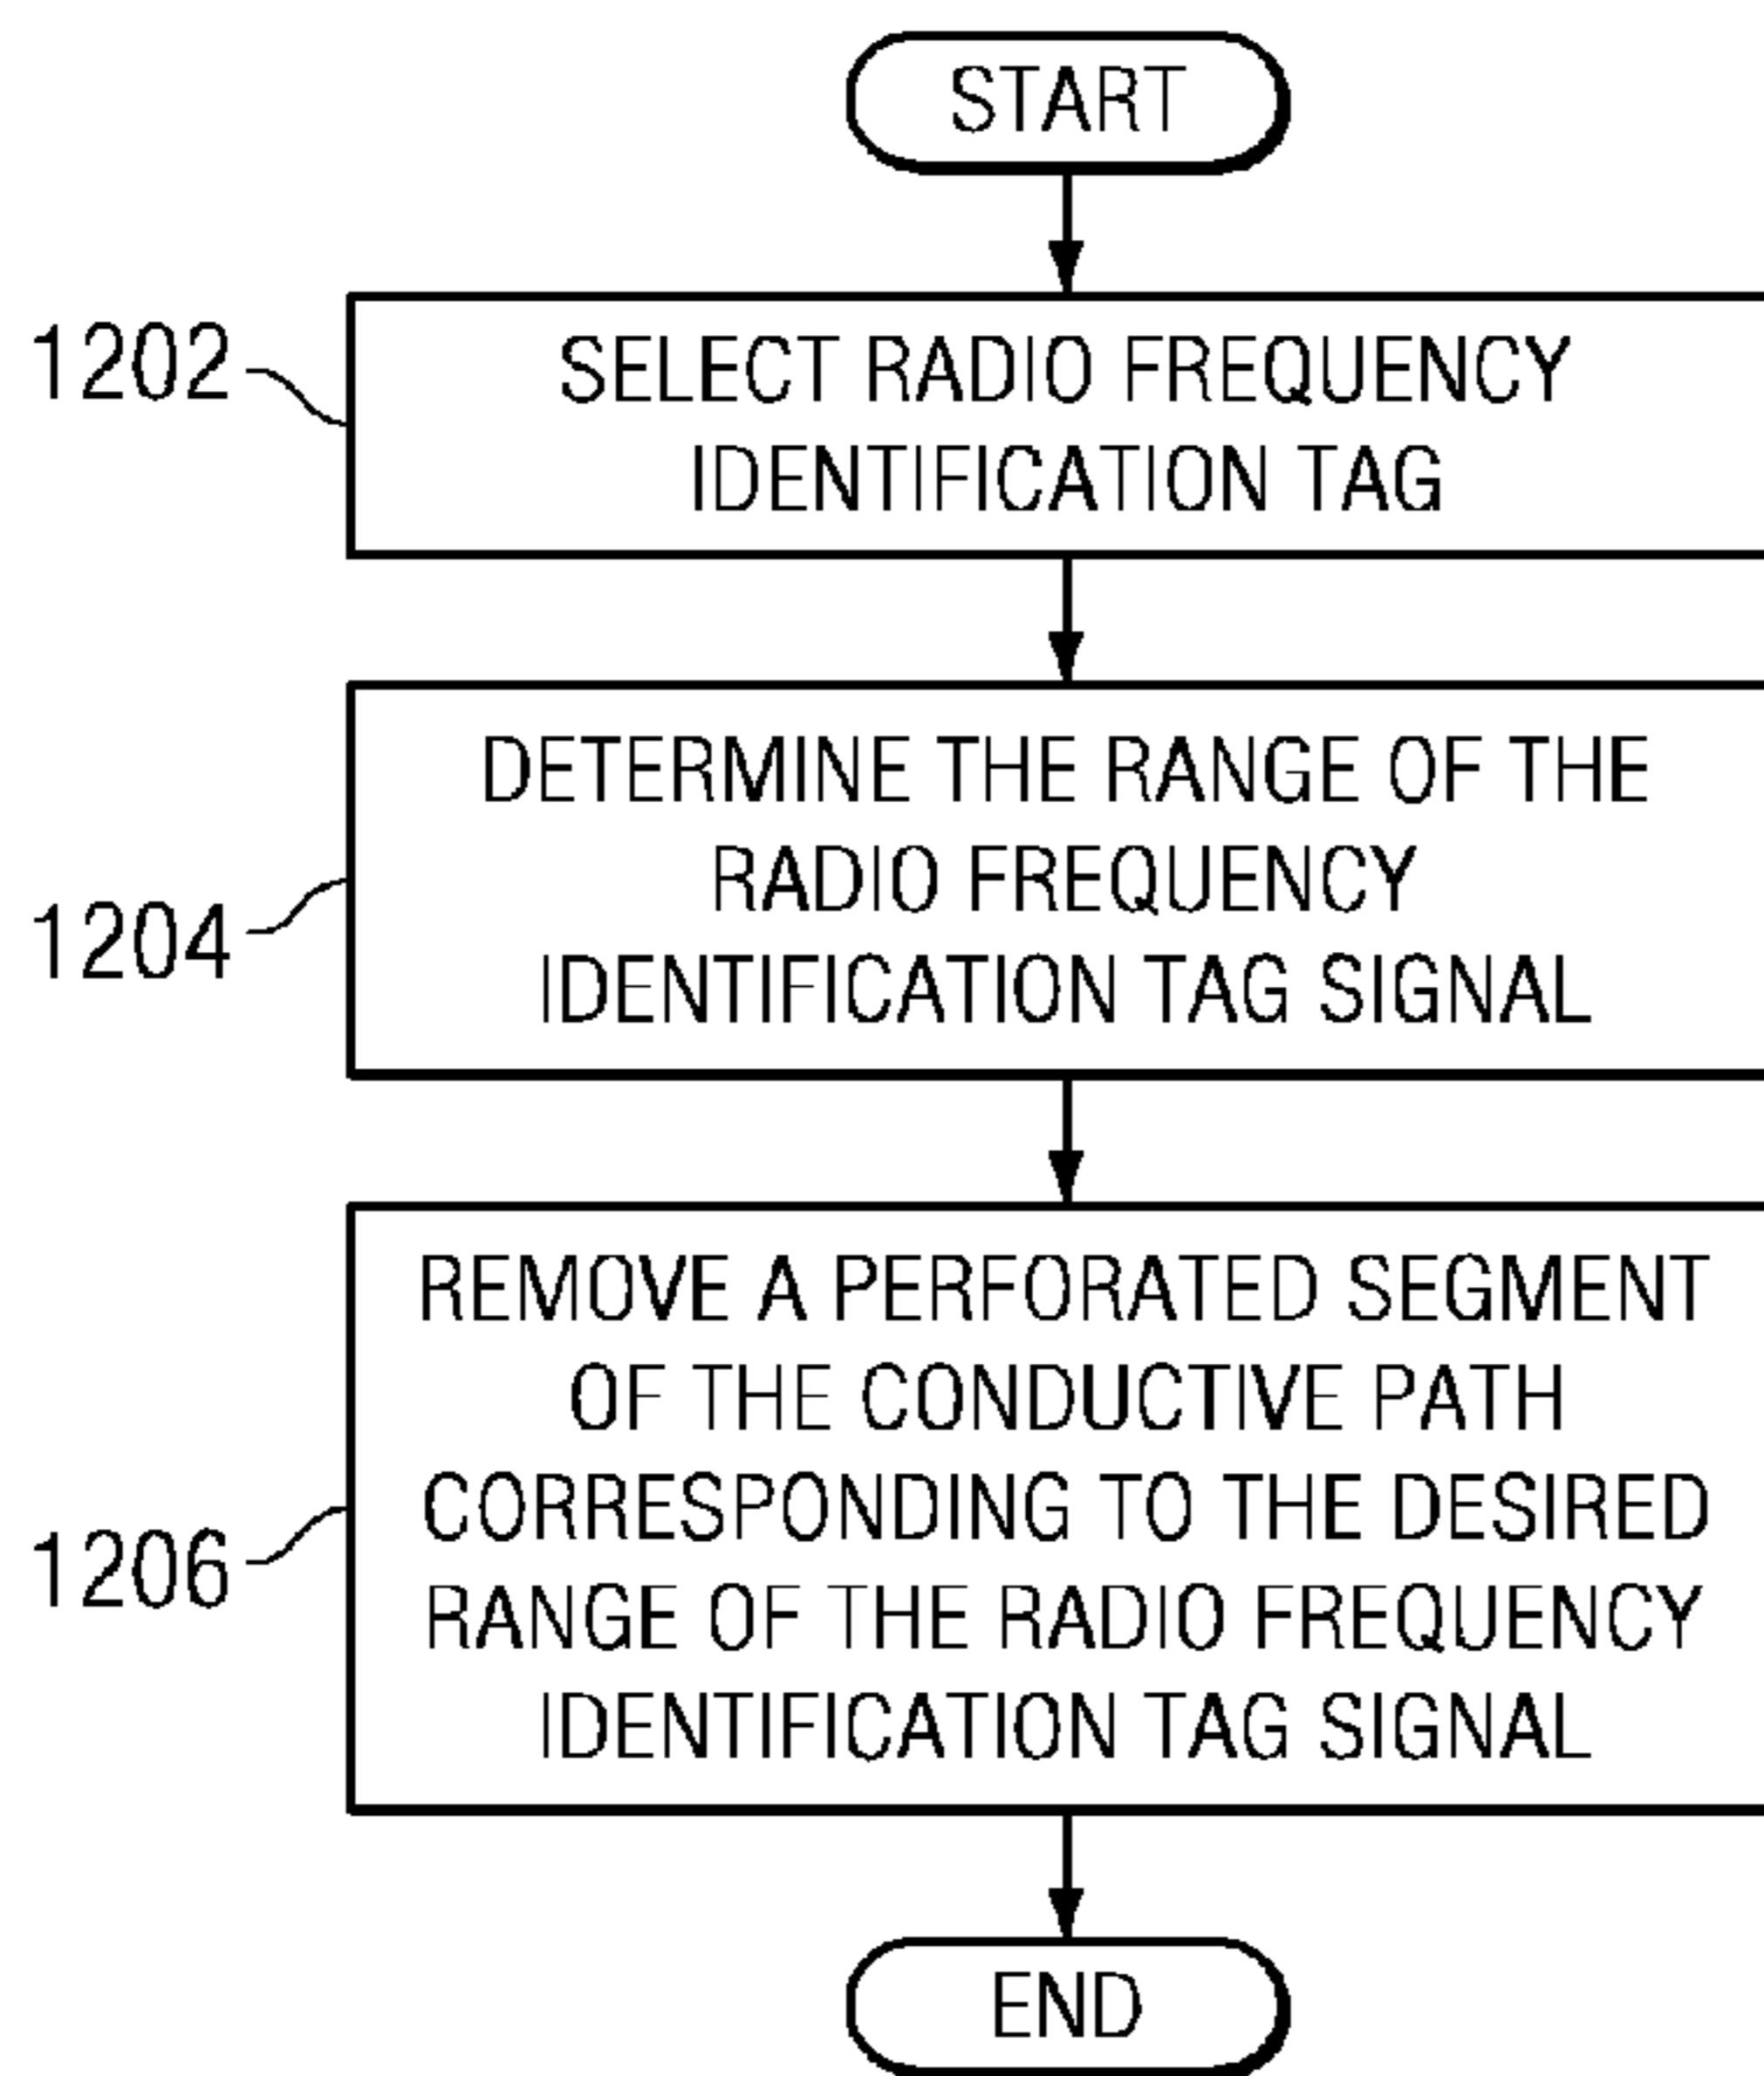 START
1202
SELECT RADIO FREQUENCY
IDENTIFICATION TAG
1204
DETERMINE THE RANGE OF THE
RADIO FREQUENCY
IDENTIFICATION TAG SIGNAL
1206
REMOVE A PERFORATED SEGMENT
OF THE CONDUCTIVE PATH
CORRESPONDING TO THE DESIRED
RANGE OF THE RADIO FREQUENCY
IDENTIFICATION TAG SIGNAL
END